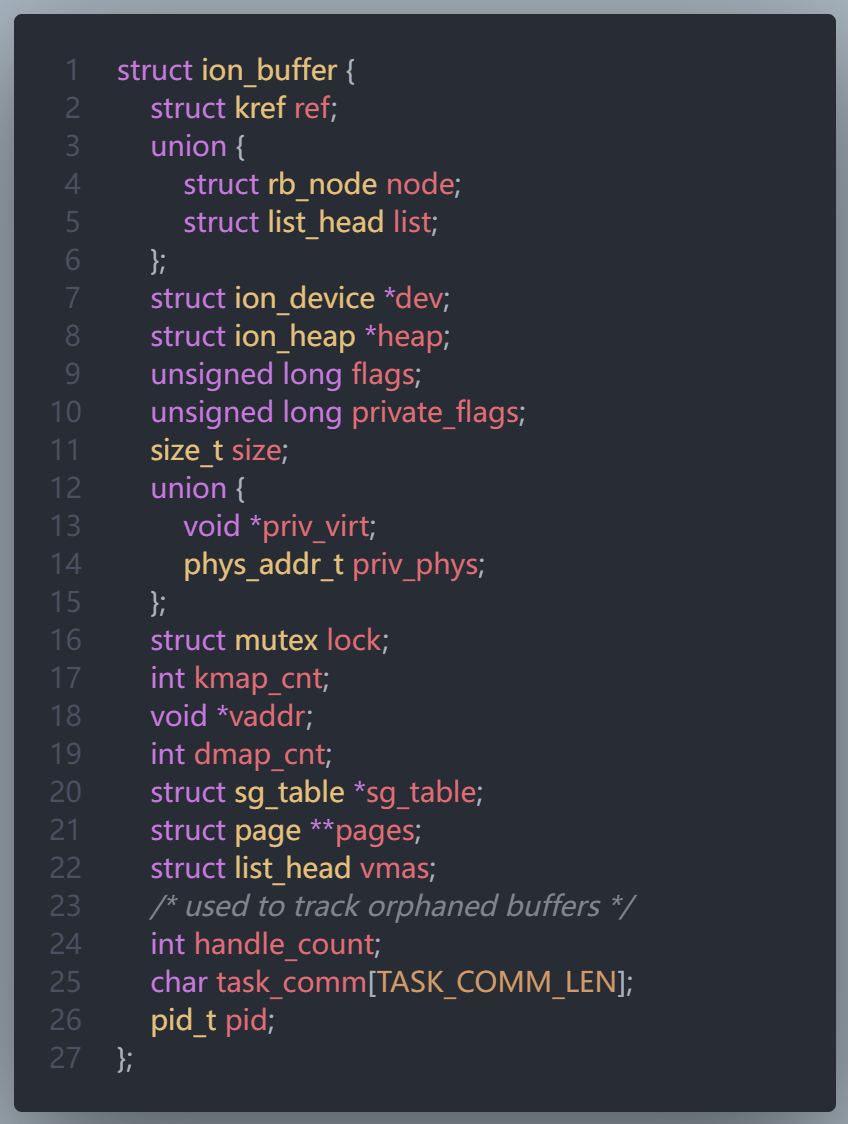 1 struct ion_buffer {
2 struct kref ref;
3 union {
4 struct rb_node node;
5 struct list_head list;
6 };
7 struct ion_device *dev;
8 struct ion_heap *heap;
9 unsigned long flags;
10 unsigned long private_flags;
11 size_t size;
12 union {
13 void *priv_virt;
14 phys_addr_t priv_phys;
15 };
16 struct mutex lock;
17 int kmap_cnt;
18 void *vaddr;
19 int dmap_cnt;
20 struct sg_table *sg_table;
21 struct page **pages;
22 struct list_head vmas;
23 /* used to track orphaned buffers */
24 int handle_count;
25 char task_comm[TASK_COMM_LEN];
26 pid_t pid;
27 };